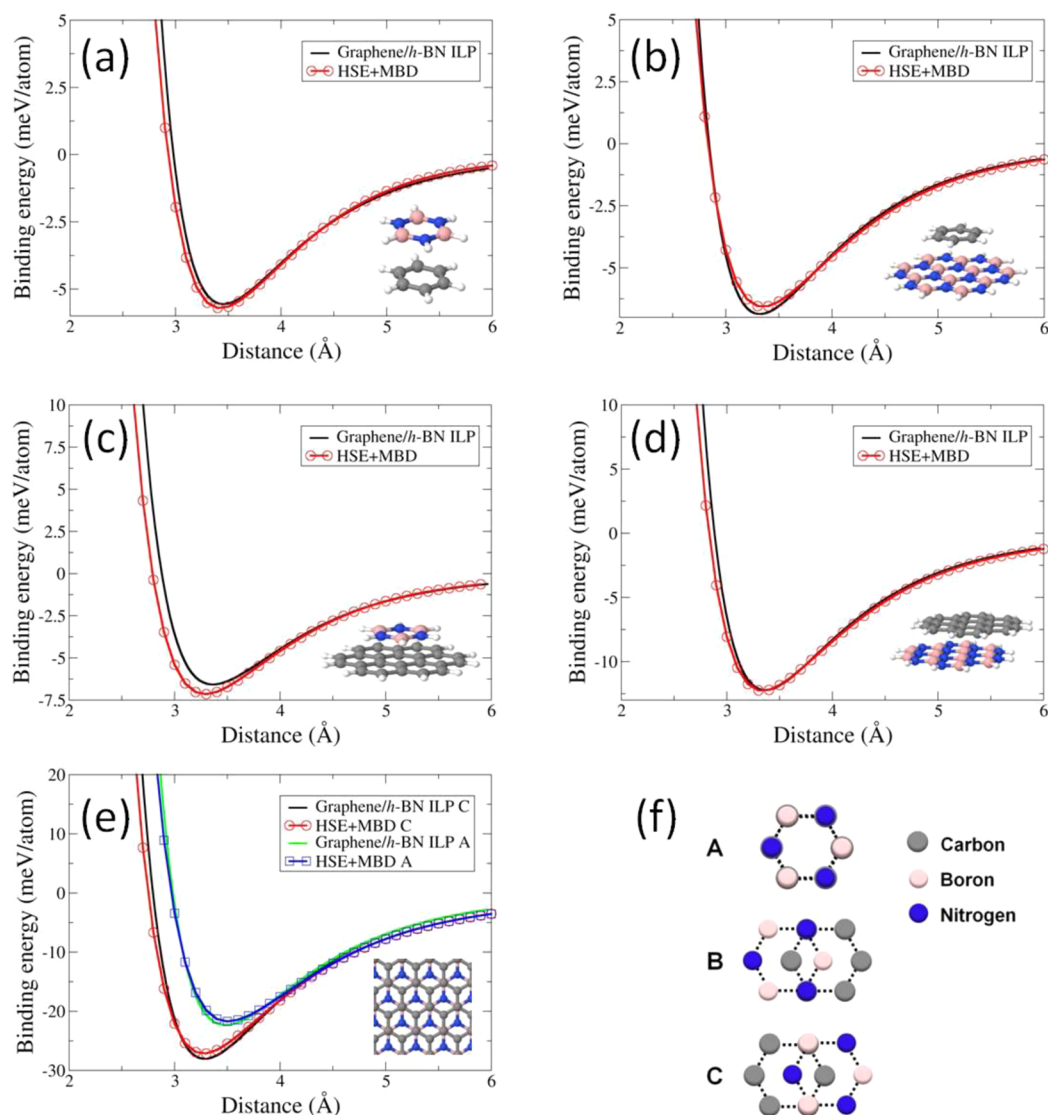 (a)
5
2.5
0
-2.5
-5
Binding energy (meV/atom)
Graphene/h-BN ILP
HSE+MBD
2 3 4 5 6
Distance (Å)
(b)
5
2.5
0
-2.5
-5
Binding energy (meV/atom)
Graphene/h-BN ILP
HSE+MBD
2 3 4 5 6
Distance (Å)
(c)
10
7.5
5
2.5
0
-2.5
-5
-7.5
Binding energy (meV/atom)
Graphene/h-BN ILP
HSE+MBD
2 3 4 5 6
Distance (Å)
(d)
10
5
0
-5
-10
Binding energy (meV/atom)
Graphene/h-BN ILP
HSE+MBD
2 3 4 5 6
Distance (Å)
(e)
20
10
0
-10
-20
-30
Binding energy (meV/atom)
Graphene/h-BN ILP C
HSE+MBD C
Graphene/h-BN ILP A
HSE+MBD A
2 3 4 5 6
Distance (Å)
(f)
A
B
C
Carbon
Boron
Nitrogen